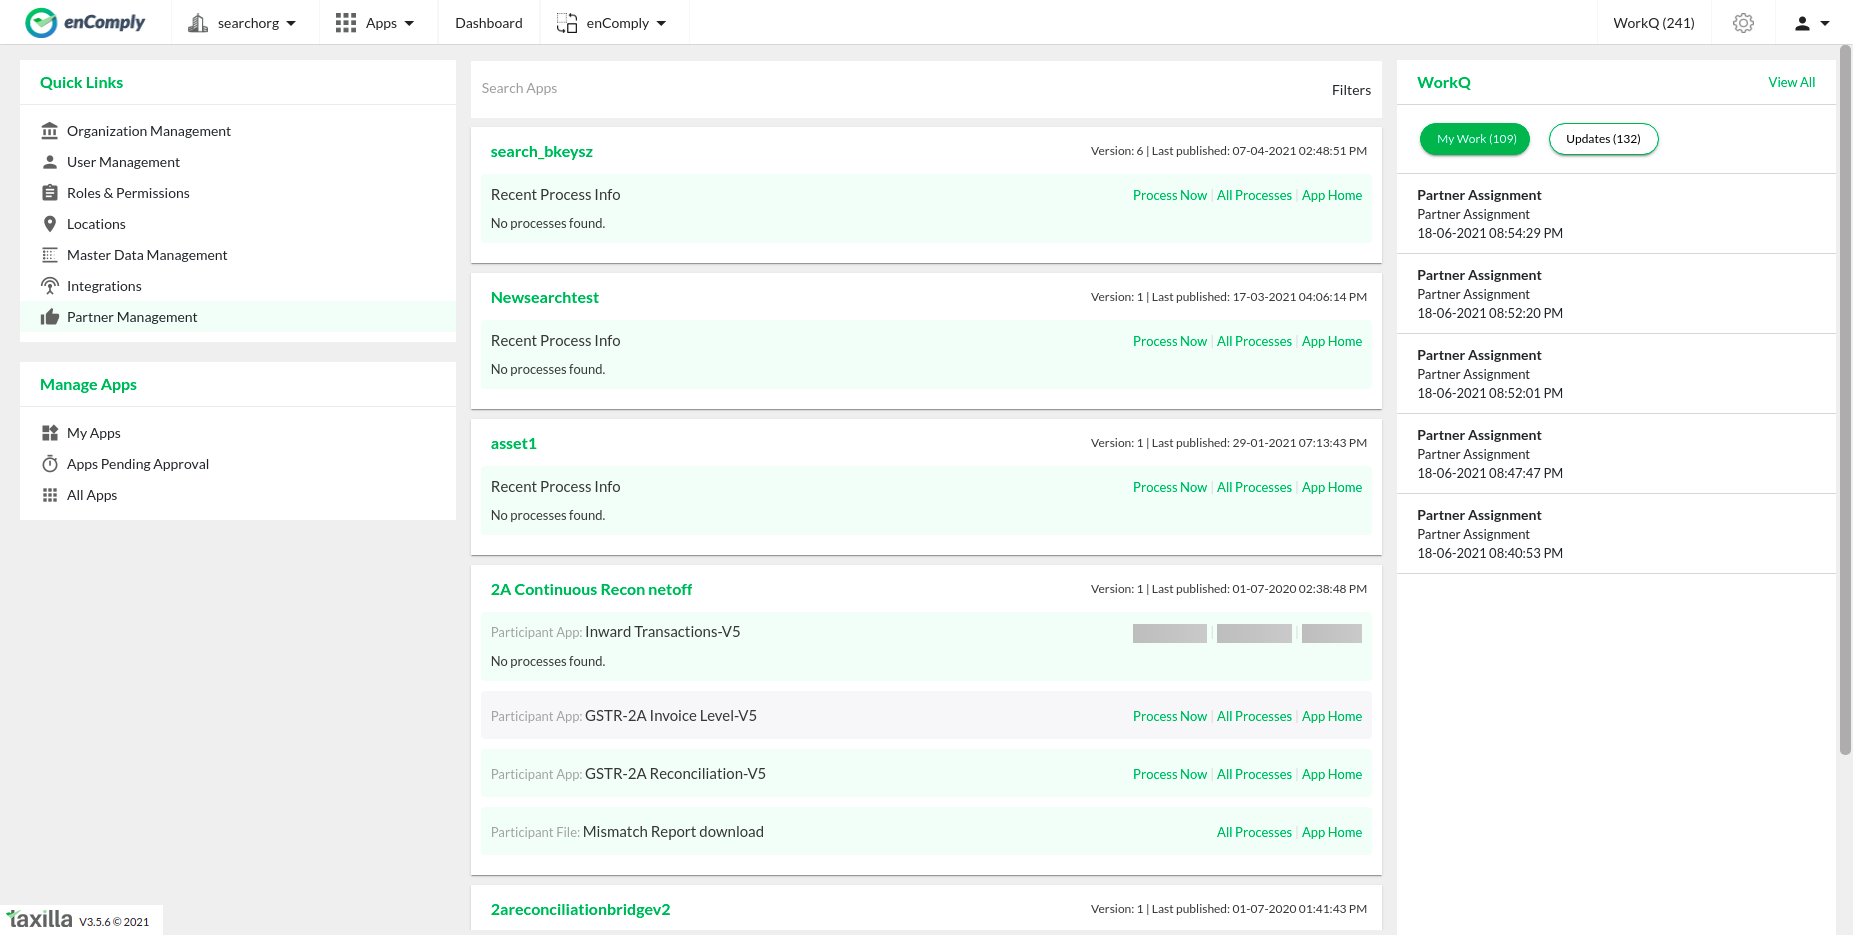 enComply
searchorg
Apps
Dashboard
enComply
WorkQ (241)
Quick Links
Organization Management
User Management
Roles & Permissions
Locations
Master Data Management
Integrations
Partner Management
Manage Apps
My Apps
Apps Pending Approval
All Apps
Search Apps
Filters
search_bkeysz
Version: 6 | Last published: 07-04-2021 02:48:51 PM
Recent Process Info
Process Now | All Processes | App Home
No processes found.
Newsearchtest
Version: 1 | Last published: 17-03-2021 04:06:14 PM
Recent Process Info
Process Now | All Processes | App Home
No processes found.
asset1
Version: 1 | Last published: 29-01-2021 07:13:43 PM
Recent Process Info
Process Now | All Processes | App Home
No processes found.
2A Continuous Recon netoff
Version: 1 | Last published: 01-07-2020 02:38:48 PM
Participant App: Inward Transactions-V5
No processes found.
Participant App: GSTR-2A Invoice Level-V5
Process Now | All Processes | App Home
Participant App: GSTR-2A Reconciliation-V5
Process Now | All Processes | App Home
Participant File: Mismatch Report download
All Processes | App Home
2areconciliationbridgev2
Version: 1 | Last published: 01-07-2020 01:41:43 PM
WorkQ
View All
My Work (109)
Updates (132)
Partner Assignment
Partner Assignment
18-06-2021 08:54:29 PM
Partner Assignment
Partner Assignment
18-06-2021 08:52:20 PM
Partner Assignment
Partner Assignment
18-06-2021 08:52:01 PM
Partner Assignment
Partner Assignment
18-06-2021 08:47:47 PM
Partner Assignment
Partner Assignment
18-06-2021 08:40:53 PM
taxilla V3.5.6 © 2021